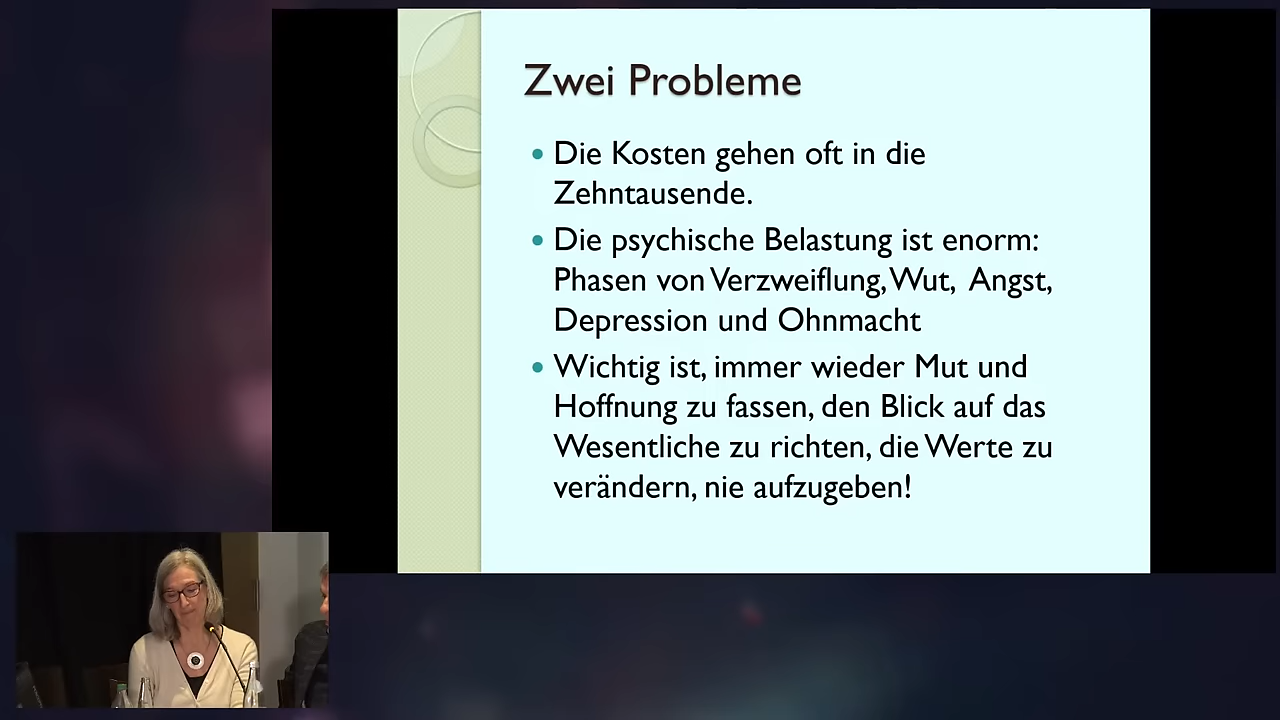 Zwei Probleme
Die Kosten gehen oft in die
Zehntausende.
Die psychische Belastung ist enorm:
Phasen von Verzweiflung, Wut, Angst,
Depression und Ohnmacht
Wichtig ist, immer wieder Mut und
Hoffnung zu fassen, den Blick auf das
Wesentliche zu richten, die Werte zu
verändern, nie aufzugeben!